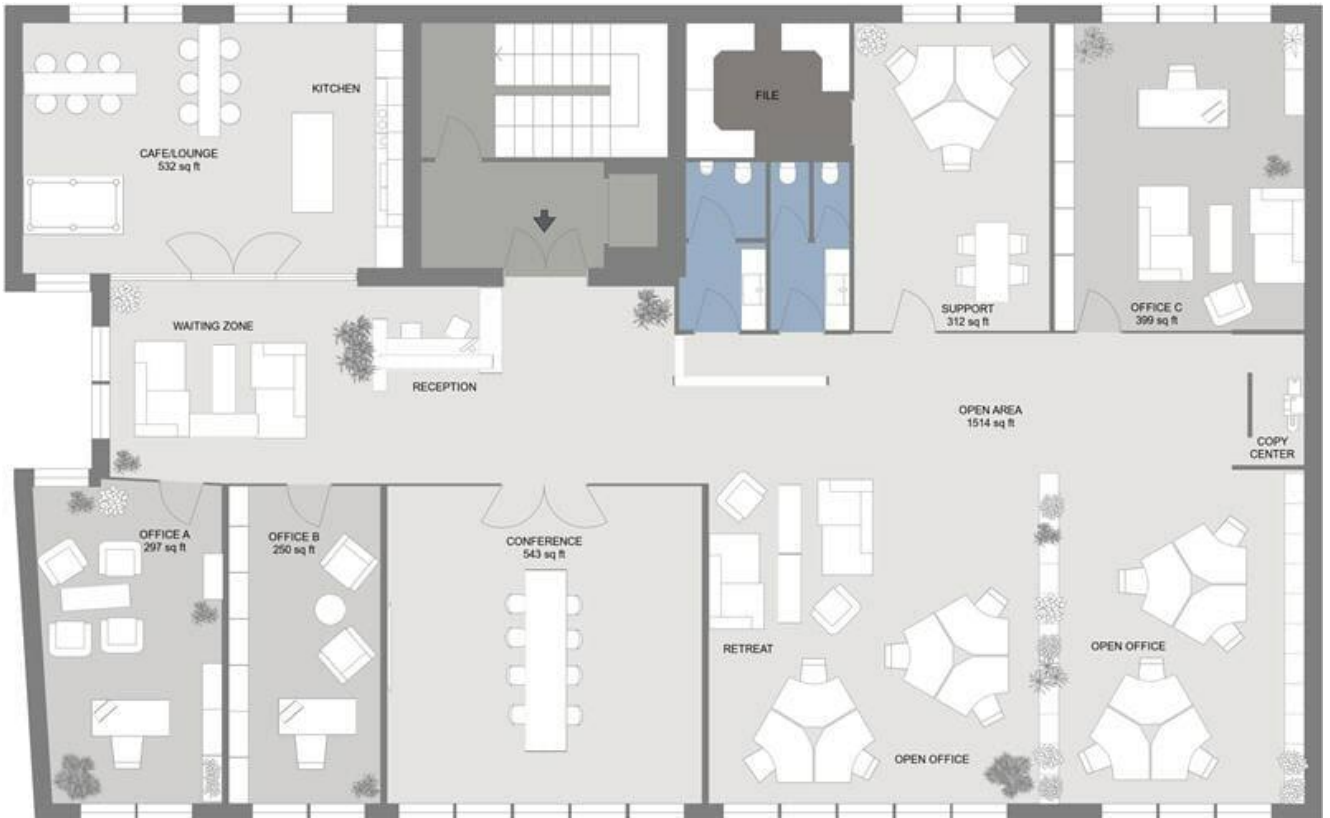 KITCHEN
FILE
CAFE/LOUNGE
532 sq ft
SUPPORT
312 sq ft
OFFICE C
399 sq ft
WAITING ZONE
RECEPTION
OPEN AREA
1514 sq ft
COPY
CENTER
OFFICE A
297 sq ft
OFFICE B
250 sq ft
CONFERENCE
543 sq ft
RETREAT
OPEN OFFICE
OPEN OFFICE